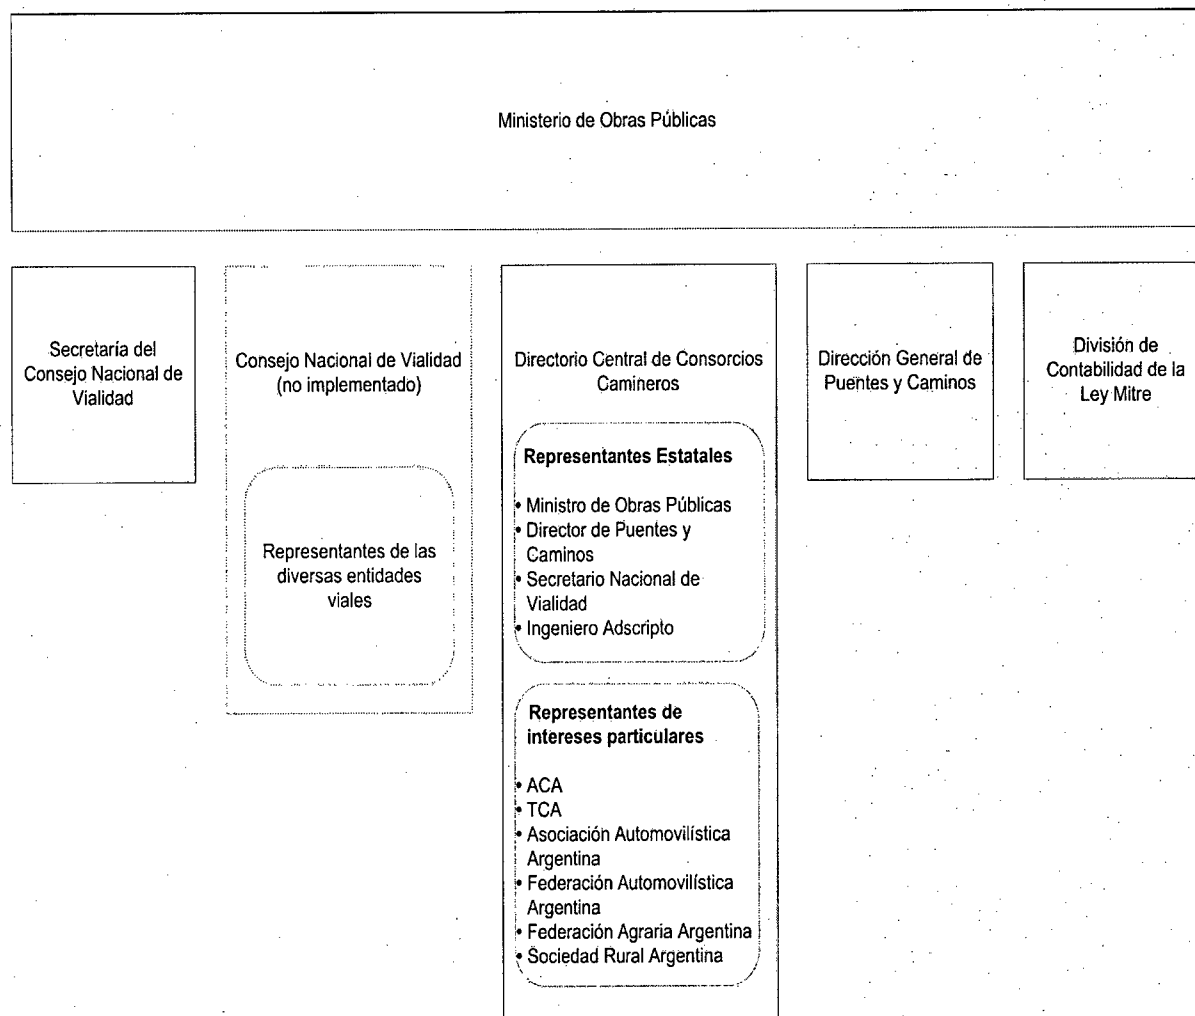 Ministerio de Obras Públicas
Secretaría del
Consejo Nacional de
Vialidad
Consejo Nacional de Vialidad
(no implementado)
Representantes de las
diversas entidades
viales
Directorio Central de Consorcios
Camineros
Representantes Estatales
• Ministro de Obras Públicas
• Director de Puentes y
Caminos
• Secretario Nacional de
Vialidad
• Ingeniero Adscripto
Representantes de
intereses particulares
• ACA
• TCA
• Asociación Automovilística
Argentina
• Federación Automovilística
Argentina
• Federación Agraria Argentina
• Sociedad Rural Argentina
Dirección General de
Puentes y Caminos
División de
Contabilidad de la
Ley Mitre